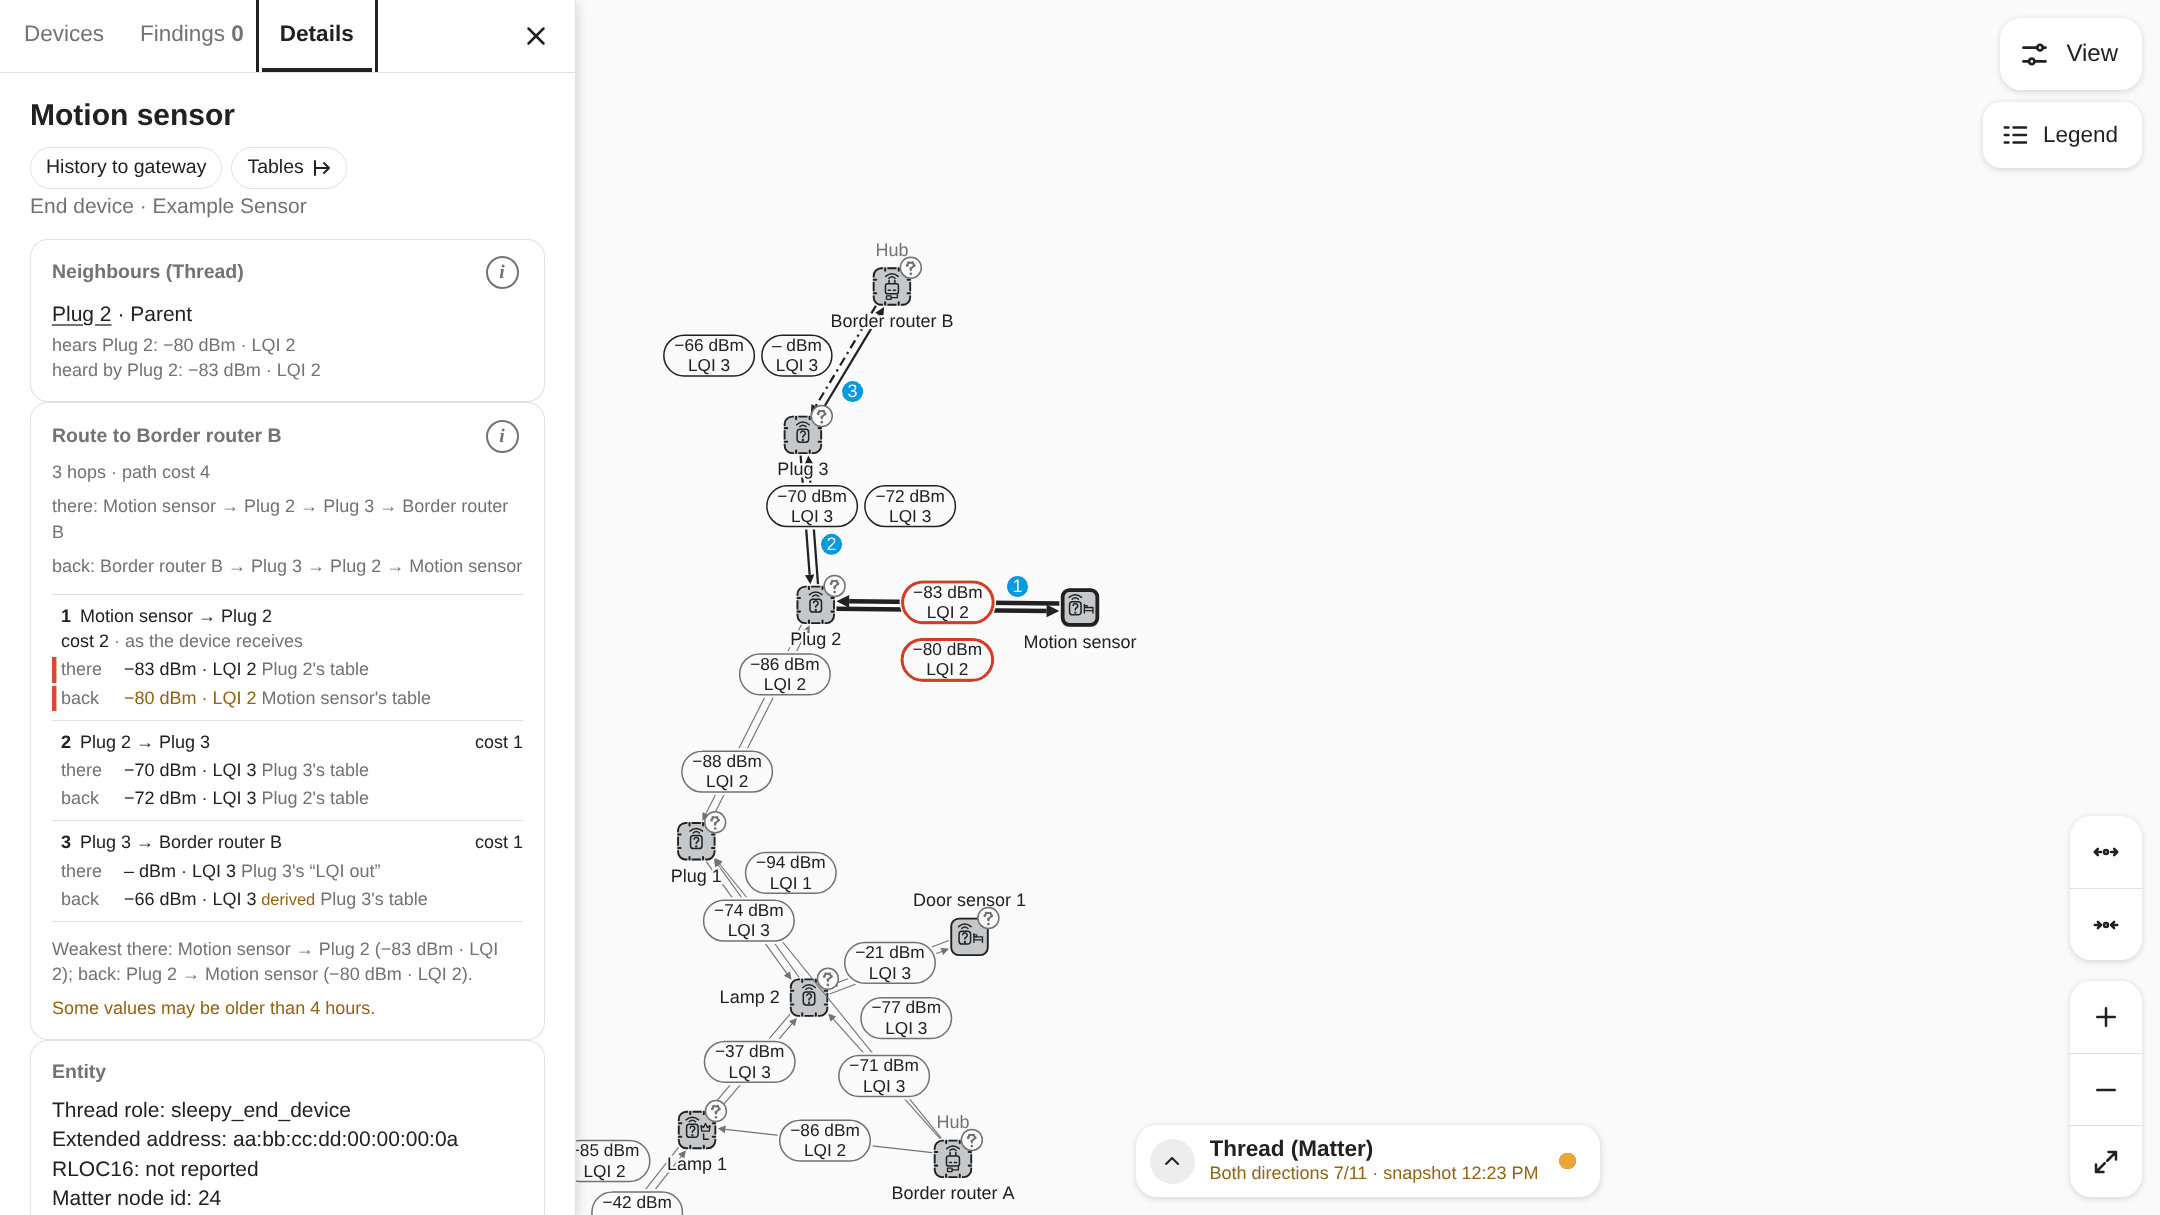 Devices
Findings 0
Details
Motion sensor
History to gateway
Tables
End device · Example Sensor
Neighbours (Thread)
i
Plug 2 · Parent
hears Plug 2: −80 dBm · LQI 2
heard by Plug 2: −83 dBm · LQI 2
Route to Border router B
i
3 hops · path cost 4
there: Motion sensor → Plug 2 → Plug 3 → Border router
B
back: Border router B → Plug 3 → Plug 2 → Motion sensor
1 Motion sensor → Plug 2
cost 2 · as the device receives
there −83 dBm · LQI 2 Plug 2's table
back −80 dBm · LQI 2 Motion sensor's table
2 Plug 2 → Plug 3 cost 1
there −70 dBm · LQI 3 Plug 3's table
back −72 dBm · LQI 3 Plug 2's table
3 Plug 3 → Border router B cost 1
there – dBm · LQI 3 Plug 3's “LQI out”
back −66 dBm · LQI 3 derived Plug 3's table
Weakest there: Motion sensor → Plug 2 (−83 dBm · LQI
2); back: Plug 2 → Motion sensor (−80 dBm · LQI 2).
Some values may be older than 4 hours.
Entity
Thread role: sleepy_end_device
Extended address: aa:bb:cc:dd:00:00:00:0a
RLOC16: not reported
Matter node id: 24
View
Legend
Hub
?
Border router B
−66 dBm
LQI 3
– dBm
LQI 3
3
?
Plug 3
−70 dBm
LQI 3
−72 dBm
LQI 3
2
?
Plug 2
−83 dBm
LQI 2
1
−80 dBm
LQI 2
Motion sensor
−86 dBm
LQI 2
−88 dBm
LQI 2
?
Plug 1
−94 dBm
LQI 1
−74 dBm
LQI 3
Door sensor 1
?
−21 dBm
LQI 3
?
Lamp 2
−77 dBm
LQI 3
−37 dBm
LQI 3
−71 dBm
LQI 3
?
Lamp 1
−86 dBm
LQI 2
Hub
?
Border router A
−85 dBm
LQI 2
−42 dBm
Thread (Matter)
Both directions 7/11 · snapshot 12:23 PM